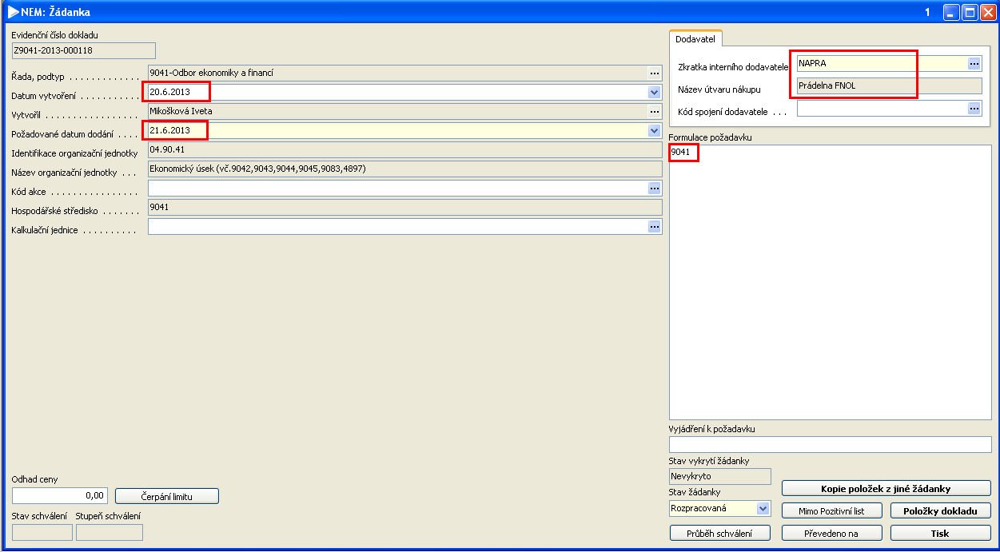 NEM: Žádanka
1
Evidenční číslo dokladu
Z9041-2013-000118
Řada, podtyp . . . . . . . . . . . . 9041-Odbor ekonomiky a financí ...
Datum vytvoření . . . . . . . . . . 20.6.2013
Vytvořil . . . . . . . . . . . . . . . . Mikošková Iveta ...
Požadované datum dodání . . . . 21.6.2013
Identifikace organizační jednotky 04.90.41
Název organizační jednotky . . . Ekonomický úsek (vč.9042,9043,9044,9045,9083,4897)
Kód akce . . . . . . . . . . . . . . . ...
Hospodářské středisko . . . . . . . 9041
Kalkulační jednice . . . . . . . . . . ...
Odhad ceny
0,00 Čerpání limitu
Stav schválení Stupeň schválení
Dodavatel
Zkratka interního dodavatele NAPRA ...
Název útvaru nákupu Prádelna FNOL
Kód spojení dodavatele . . . ...
Formulace požadavku
9041
Vyjádření k požadavku
Stav vykrytí žádanky
Nevykryto
Kopie položek z jiné žádanky
Stav žádanky
Rozpracovaná Mimo Pozitivní list Položky dokladu
Průběh schválení Převedeno na Tisk